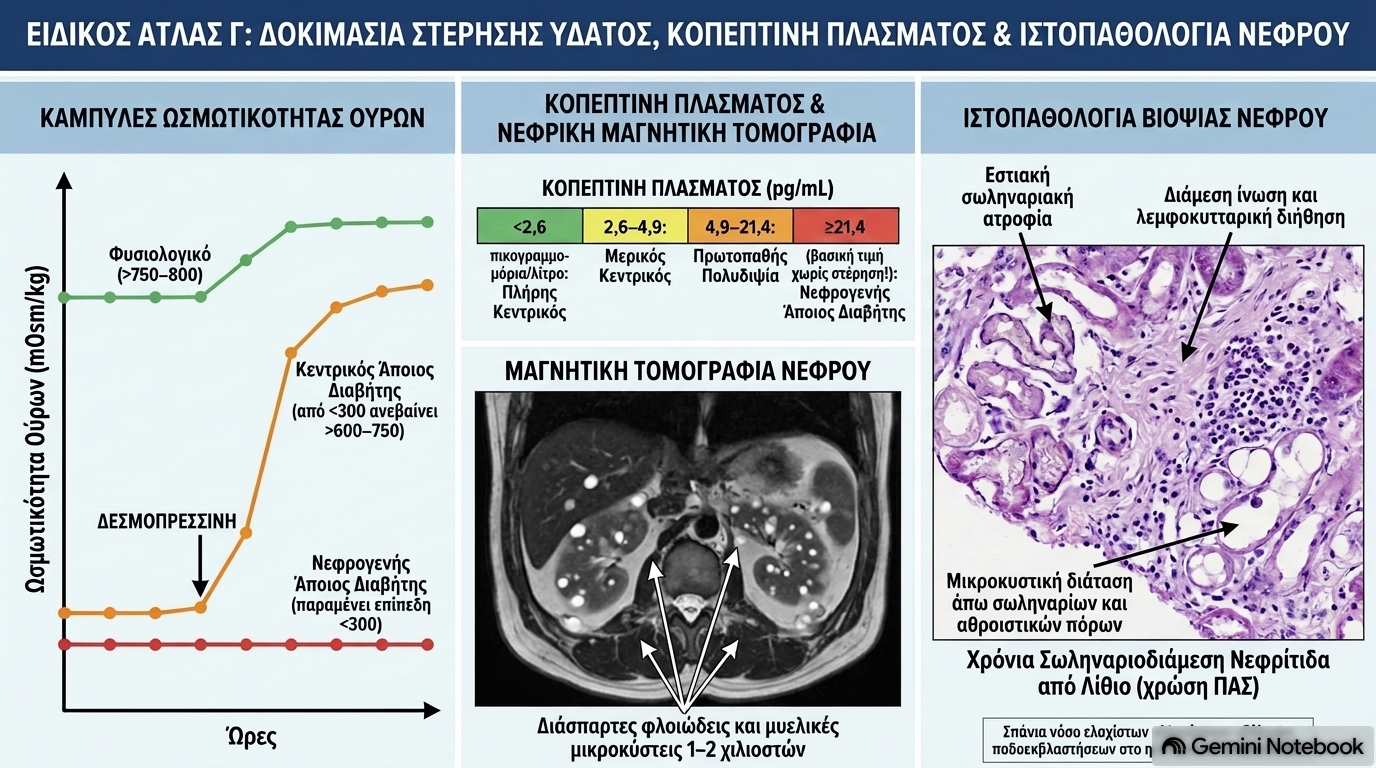 ΕΙΔΙΚΟΣ ΑΤΛΑΣ Γ: ΔΟΚΙΜΑΣΙΑ ΣΤΕΡΗΣΗΣ ΥΔΑΤΟΣ, ΚΟΠΕΠΤΙΝΗ ΠΛΑΣΜΑΤΟΣ & ΙΣΤΟΠΑΘΟΛΟΓΙΑ ΝΕΦΡΟΥ
ΚΑΜΠΥΛΕΣ ΩΣΜΩΤΙΚΟΤΗΤΑΣ ΟΥΡΩΝ
Ωσμωτικότητα Ούρων (mOsm/kg)
Φυσιολογικό
(>750–800)
Κεντρικός Άποιος
Διαβήτης
(από <300 ανεβαίνει
>600–750)
ΔΕΣΜΟΠΡΕΣΣΙΝΗ
Νεφρογενής
Άποιος Διαβήτης
(παραμένει επίπεδη
<300)
Ώρες
ΚΟΠΕΠΤΙΝΗ ΠΛΑΣΜΑΤΟΣ &
ΝΕΦΡΙΚΗ ΜΑΓΝΗΤΙΚΗ ΤΟΜΟΓΡΑΦΙΑ
ΚΟΠΕΠΤΙΝΗ ΠΛΑΣΜΑΤΟΣ (pg/mL)
<2,6
πικογραμμο-
μόρια/λίτρο:
Πλήρης
Κεντρικός
2,6–4,9:
Μερικός
Κεντρικός
4,9–21,4:
Πρωτοπαθής
Πολυδιψία
≥21,4
(βασική τιμή
χωρίς στέρηση!):
Νεφρογενής
Άποιος Διαβήτης
ΜΑΓΝΗΤΙΚΗ ΤΟΜΟΓΡΑΦΙΑ ΝΕΦΡΟΥ
Διάσπαρτες φλοιώδεις και μυελικές
μικροκύστεις 1–2 χιλιοστών
ΙΣΤΟΠΑΘΟΛΟΓΙΑ ΒΙΟΨΙΑΣ ΝΕΦΡΟΥ
Εστιακή
σωληναριακή
ατροφία
Διάμεση ίνωση και
λεμφοκυτταρική διήθηση
Μικροκυστική διάταση
άπω σωληναρίων και
αθροιστικών πόρων
Χρόνια Σωληναριοδιάμεση Νεφρίτιδα
από Λίθιο (χρώση ΠΑΣ)
Σπάνια νόσο ελαχίστων
ποδοεκβλαστήσεων στο
Gemini Notebook